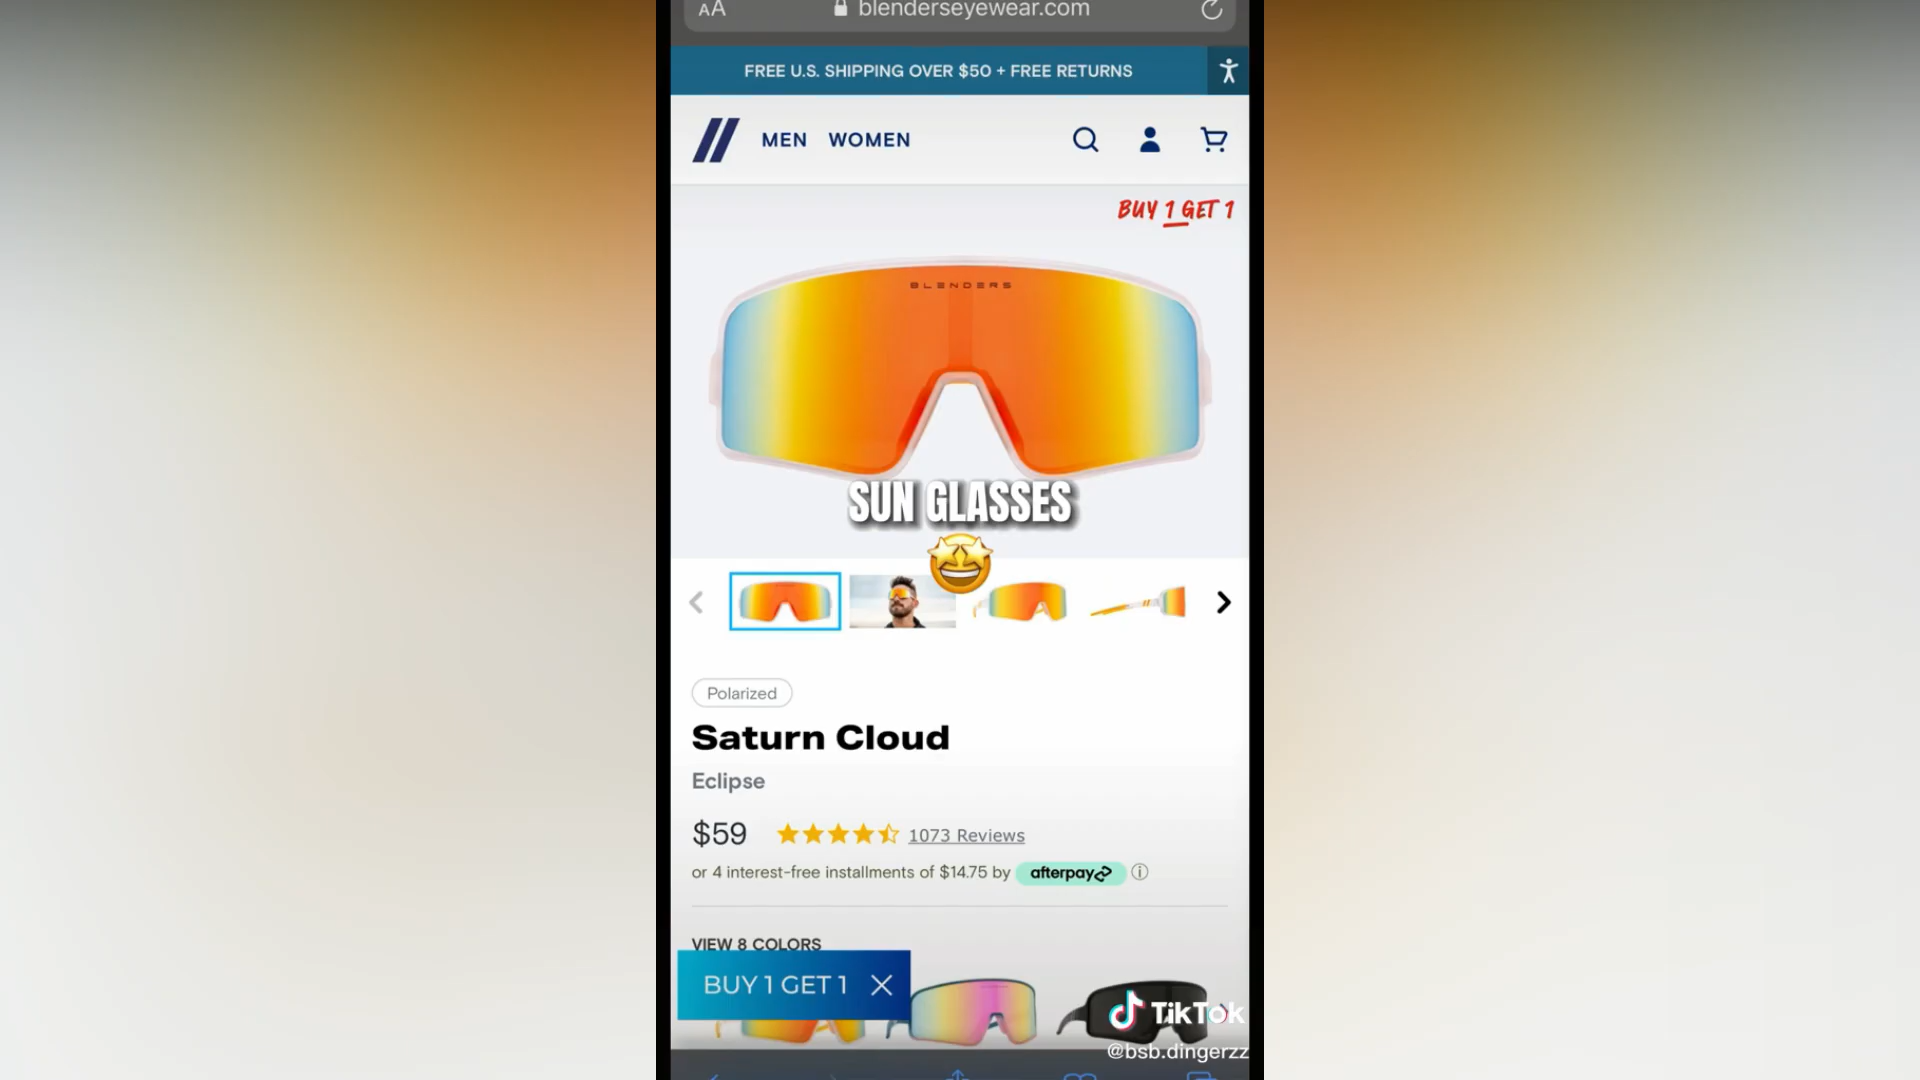 AA blenderseyewear.com
FREE U.S. SHIPPING OVER $50 + FREE RETURNS
MEN WOMEN
BUY 1 GET 1
BLENDERS
SUN GLASSES
Polarized
Saturn Cloud
Eclipse
$59 1073 Reviews
or 4 interest-free installments of $14.75 by afterpay
VIEW 8 COLORS
BUY 1 GET 1
TikTok
@bsb.dingerzz